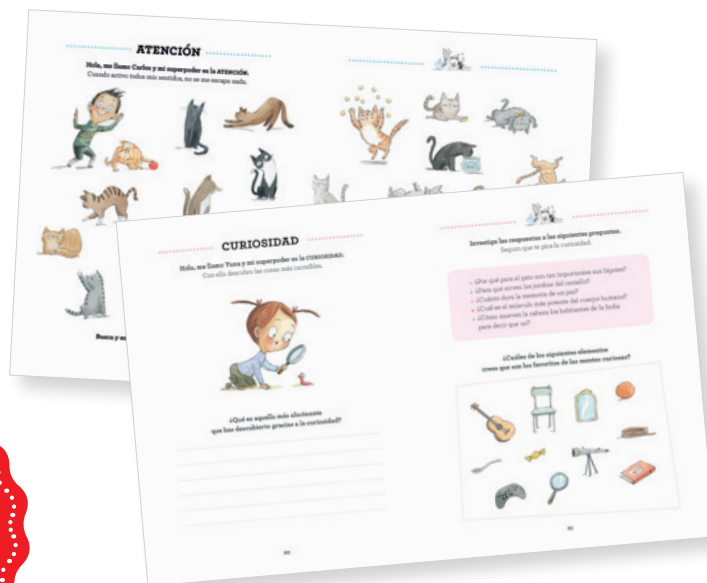 ATENCIÓN
Hola, me llamo Carlos y mi superpoder es la ATENCIÓN.
Cuando activo todos mis sentidos, no se me escapa nada.
Busca y
CURIOSIDAD
Hola, me llamo Yuna y mi superpoder es la CURIOSIDAD.
Con ella descubro las cosas más increíbles.
¿Qué es aquello más alucinante
que has descubierto gracias a la curiosidad?
Investiga las respuestas a las siguientes preguntas.
Seguro que te pica la curiosidad.
¿Por qué para el gato son tan importantes sus bigotes?
¿Para qué sirven las jorobas del camello?
¿Cuánto dura la memoria de un pez?
¿Cuál es el músculo más potente del cuerpo humano?
¿Cómo mueven la cabeza los habitantes de la India
para decir que no?
¿Cuáles de los siguientes elementos
crees que son los favoritos de las mentes curiosas?